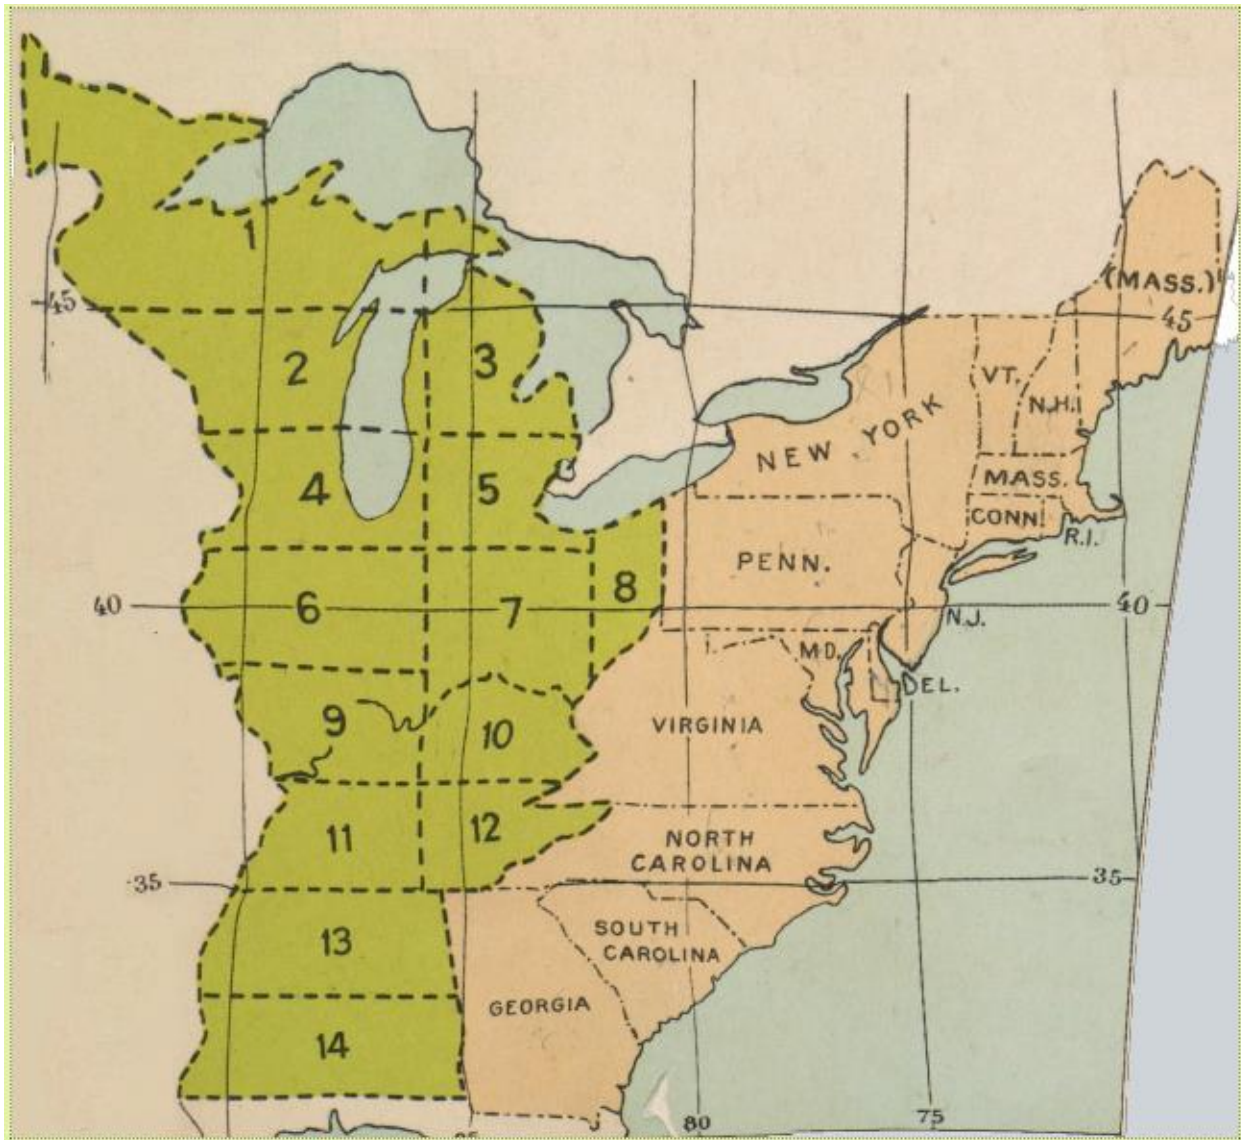 1
(MASS.)
45
45
2
3
VT.
N.H.
NEW YORK
4
5
MASS.
CONN.
R.I.
PENN.
40
6
7
8
40
N.J.
MD.
DEL.
9
10
VIRGINIA
11
12
NORTH
CAROLINA
35
35
13
SOUTH
CAROLINA
GEORGIA
14
80
75